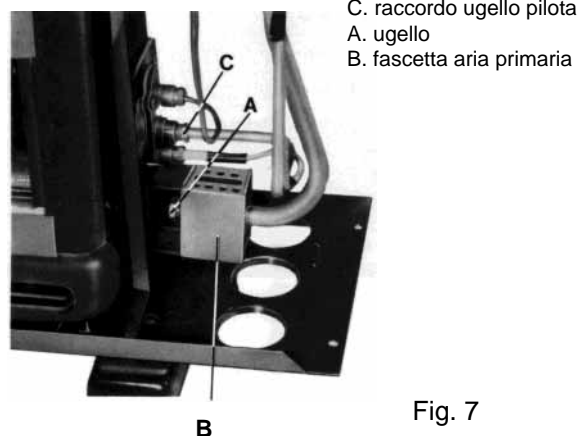 C. raccordo ugello pilota
A. ugello
B. fascetta aria primaria
C
A
B
Fig. 7